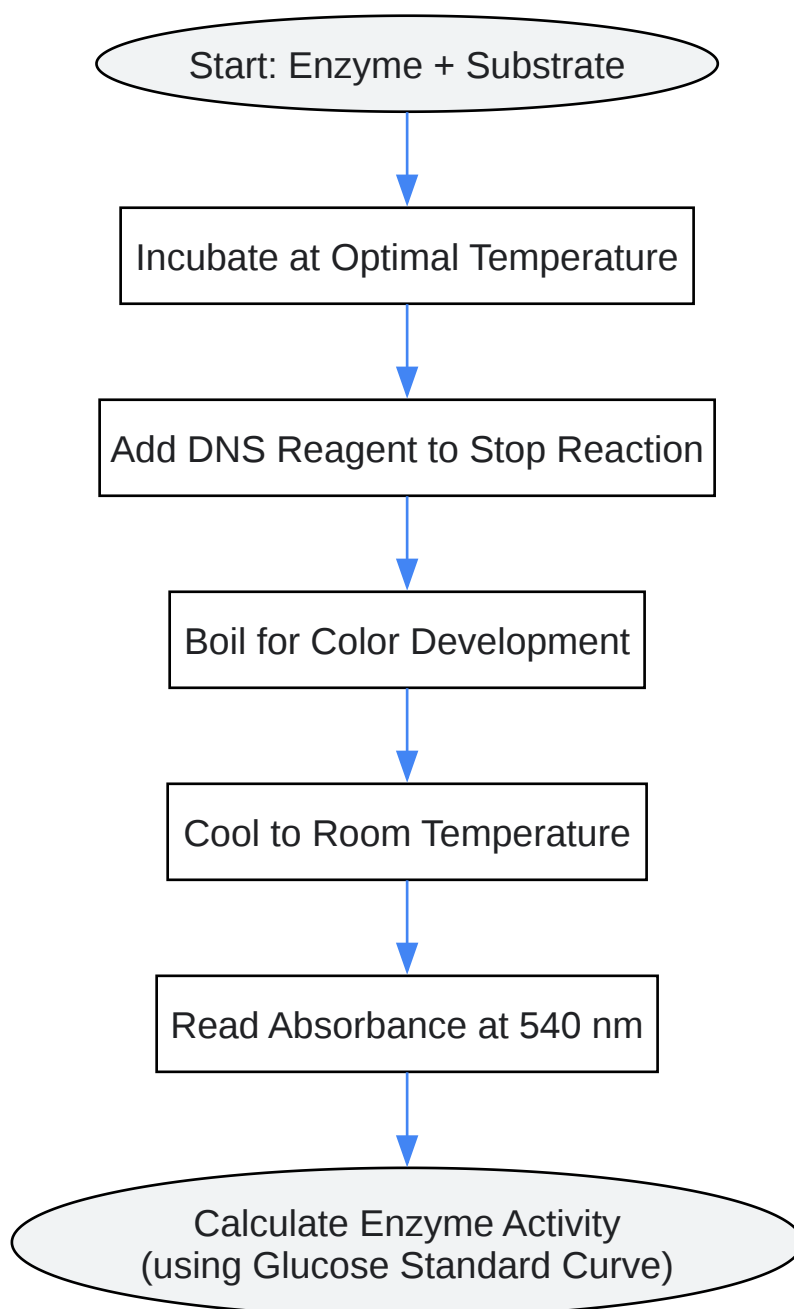 Start: Enzyme + Substrate
Incubate at Optimal Temperature
Add DNS Reagent to Stop Reaction
Boil for Color Development
Cool to Room Temperature
Read Absorbance at 540 nm
Calculate Enzyme Activity
(using Glucose Standard Curve)